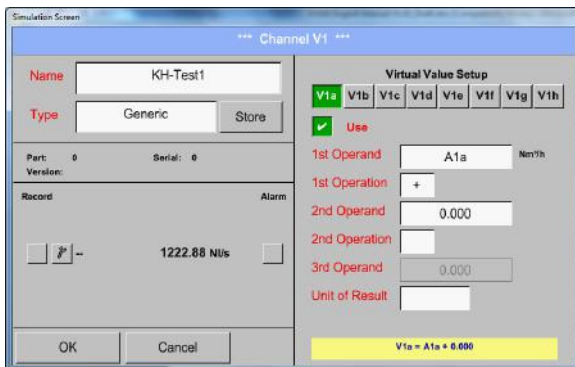 Simulation Screen
*** Channel V1 ***
Name
KH-Test1
Type
Generic
Store
Part: 0
Serial: 0
Version:
Record
Alarm
--
1222.88 Nl/s
OK
Cancel
Virtual Value Setup
V1a V1b V1c V1d V1e V1f V1g V1h
Use
1st Operand
A1a
Nm³/h
1st Operation
+
2nd Operand
0.000
2nd Operation
3rd Operand
0.000
Unit of Result
V1a = A1a + 0.000